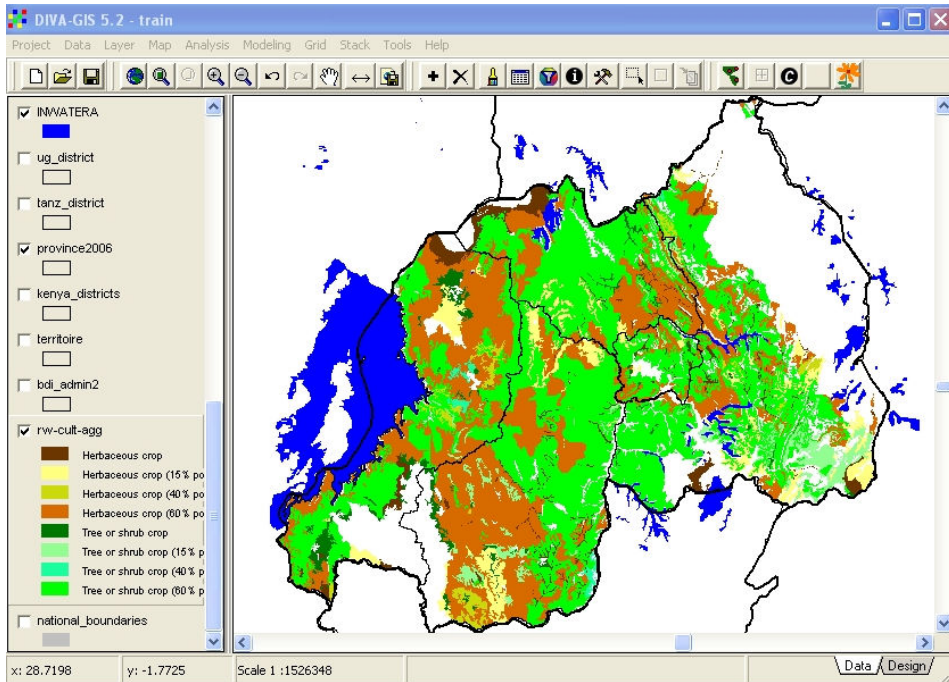 DIVA-GIS 5.2 - train
Project Data Layer Map Analysis Modeling Grid Stack Tools Help
INWATERA
ug_district
tanz_district
province2006
kenya_districts
territoire
bdi_admin2
rw-cult-agg
Herbaceous crop
Herbaceous crop (15% po
Herbaceous crop (40% po
Herbaceous crop (60% po
Tree or shrub crop
Tree or shrub crop (15% p
Tree or shrub crop (40% p
Tree or shrub crop (60% p
national_boundaries
x: 28.7198 y: -1.7725 Scale 1 :1526348 Data Design